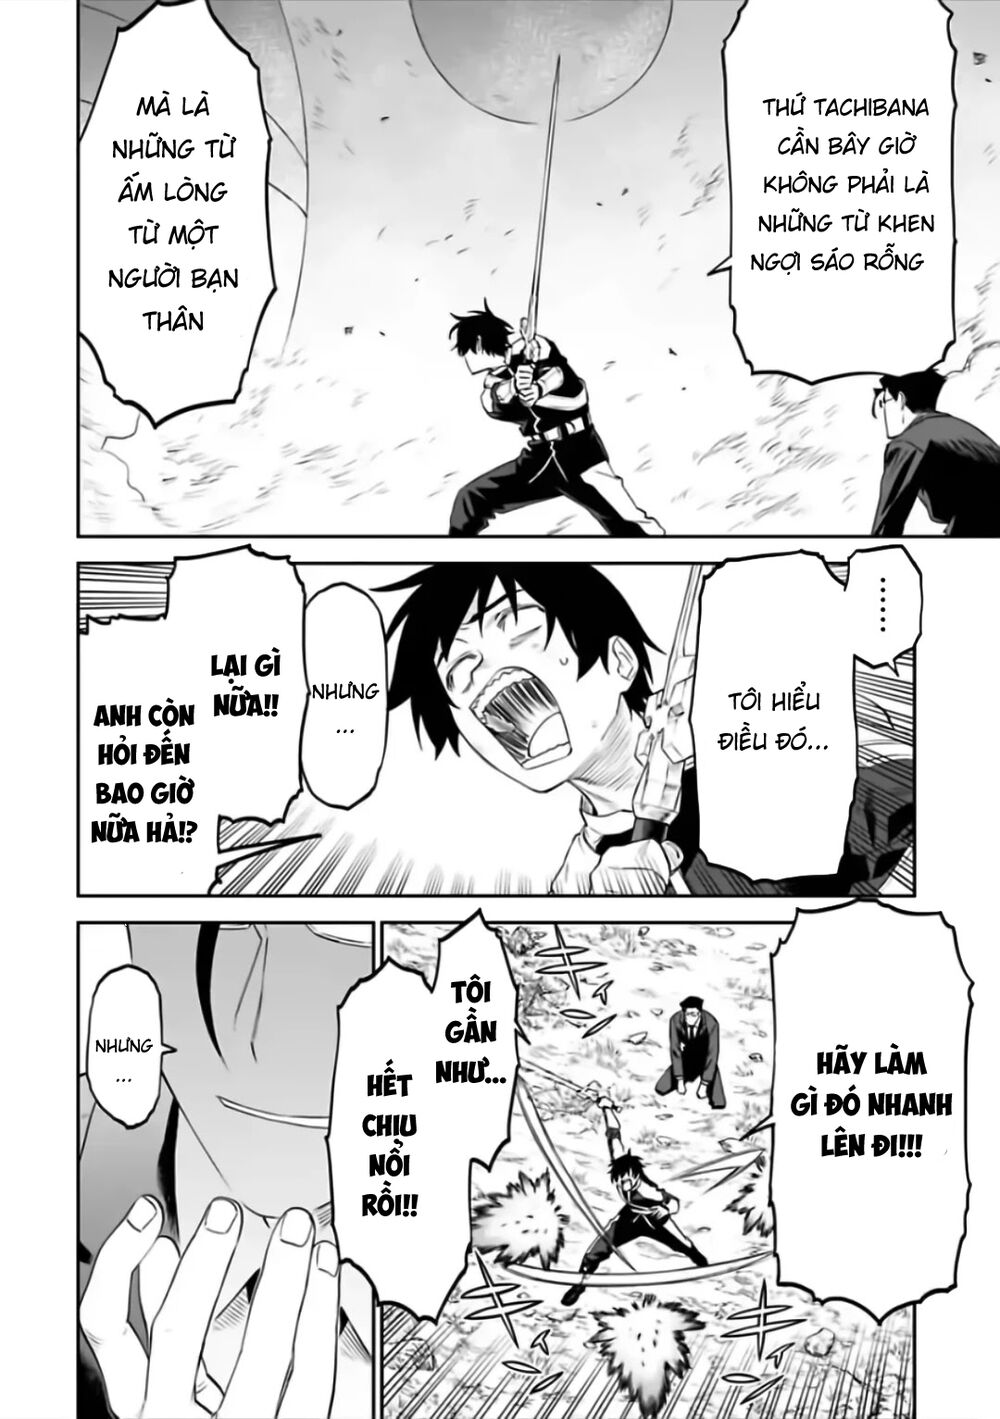 THỨ TACHIBANA
CẦN BÂY GIỜ
KHÔNG PHẢI LÀ
NHỮNG TỪ KHEN
NGỢI SÁO RỖNG
MÀ LÀ
NHỮNG TỪ
ẤM LÒNG
TỪ MỘT
NGƯỜI BẠN
THÂN
......
TÔI HIỂU
ĐIỀU ĐÓ...
NHƯNG
...
LẠI GÌ
NỮA!!
ANH CÒN
HỎI ĐẾN
BAO GIỜ
NỮA HẢ!?
HÃY LÀM
GÌ ĐÓ NHANH
LÊN ĐI!!!
TÔI
GẦN
NHƯ...
HẾT
CHỊU
NỔI
RỒI!!
NHƯNG
...